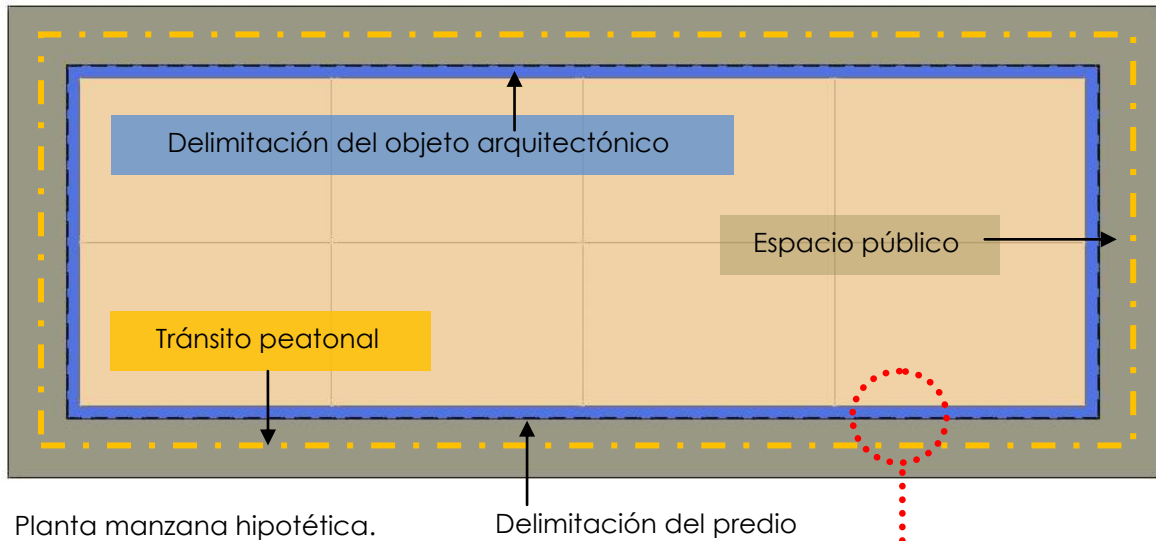 Delimitación del objeto arquitectónico
Espacio público
Tránsito peatonal
Planta manzana hipotética.
Delimitación del predio